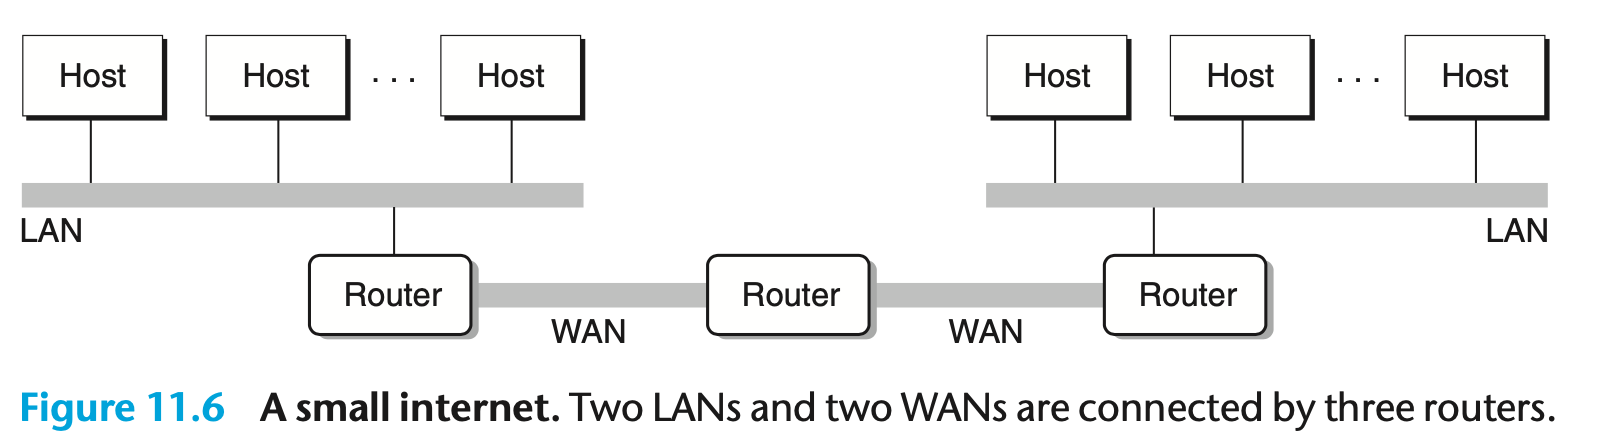 Host Host . . . Host Host Host . . . Host
LAN LAN
Router Router Router
WAN WAN
Figure 11.6 A small internet. Two LANs and two WANs are connected by three routers.